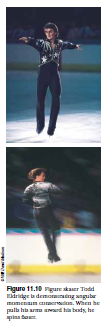 Figure 11.10 Figure skater Todd
Eldridge is demonstrating angular
momentum conservation. When he
pulls his arms toward his body, he
spins faster.